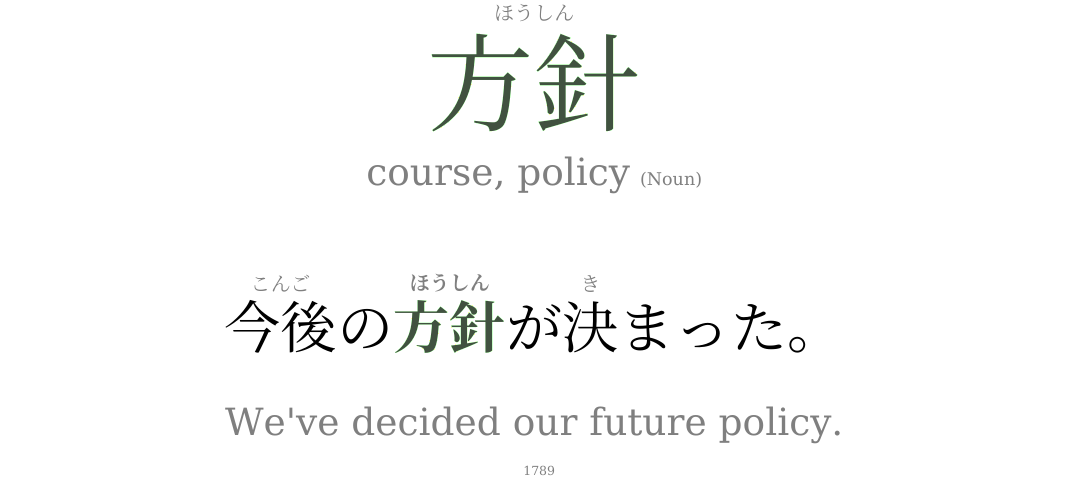 ほうしん
方針
course, policy (Noun)
こんご ほうしん き
今後の方針が決まった。
We've decided our future policy.
1789